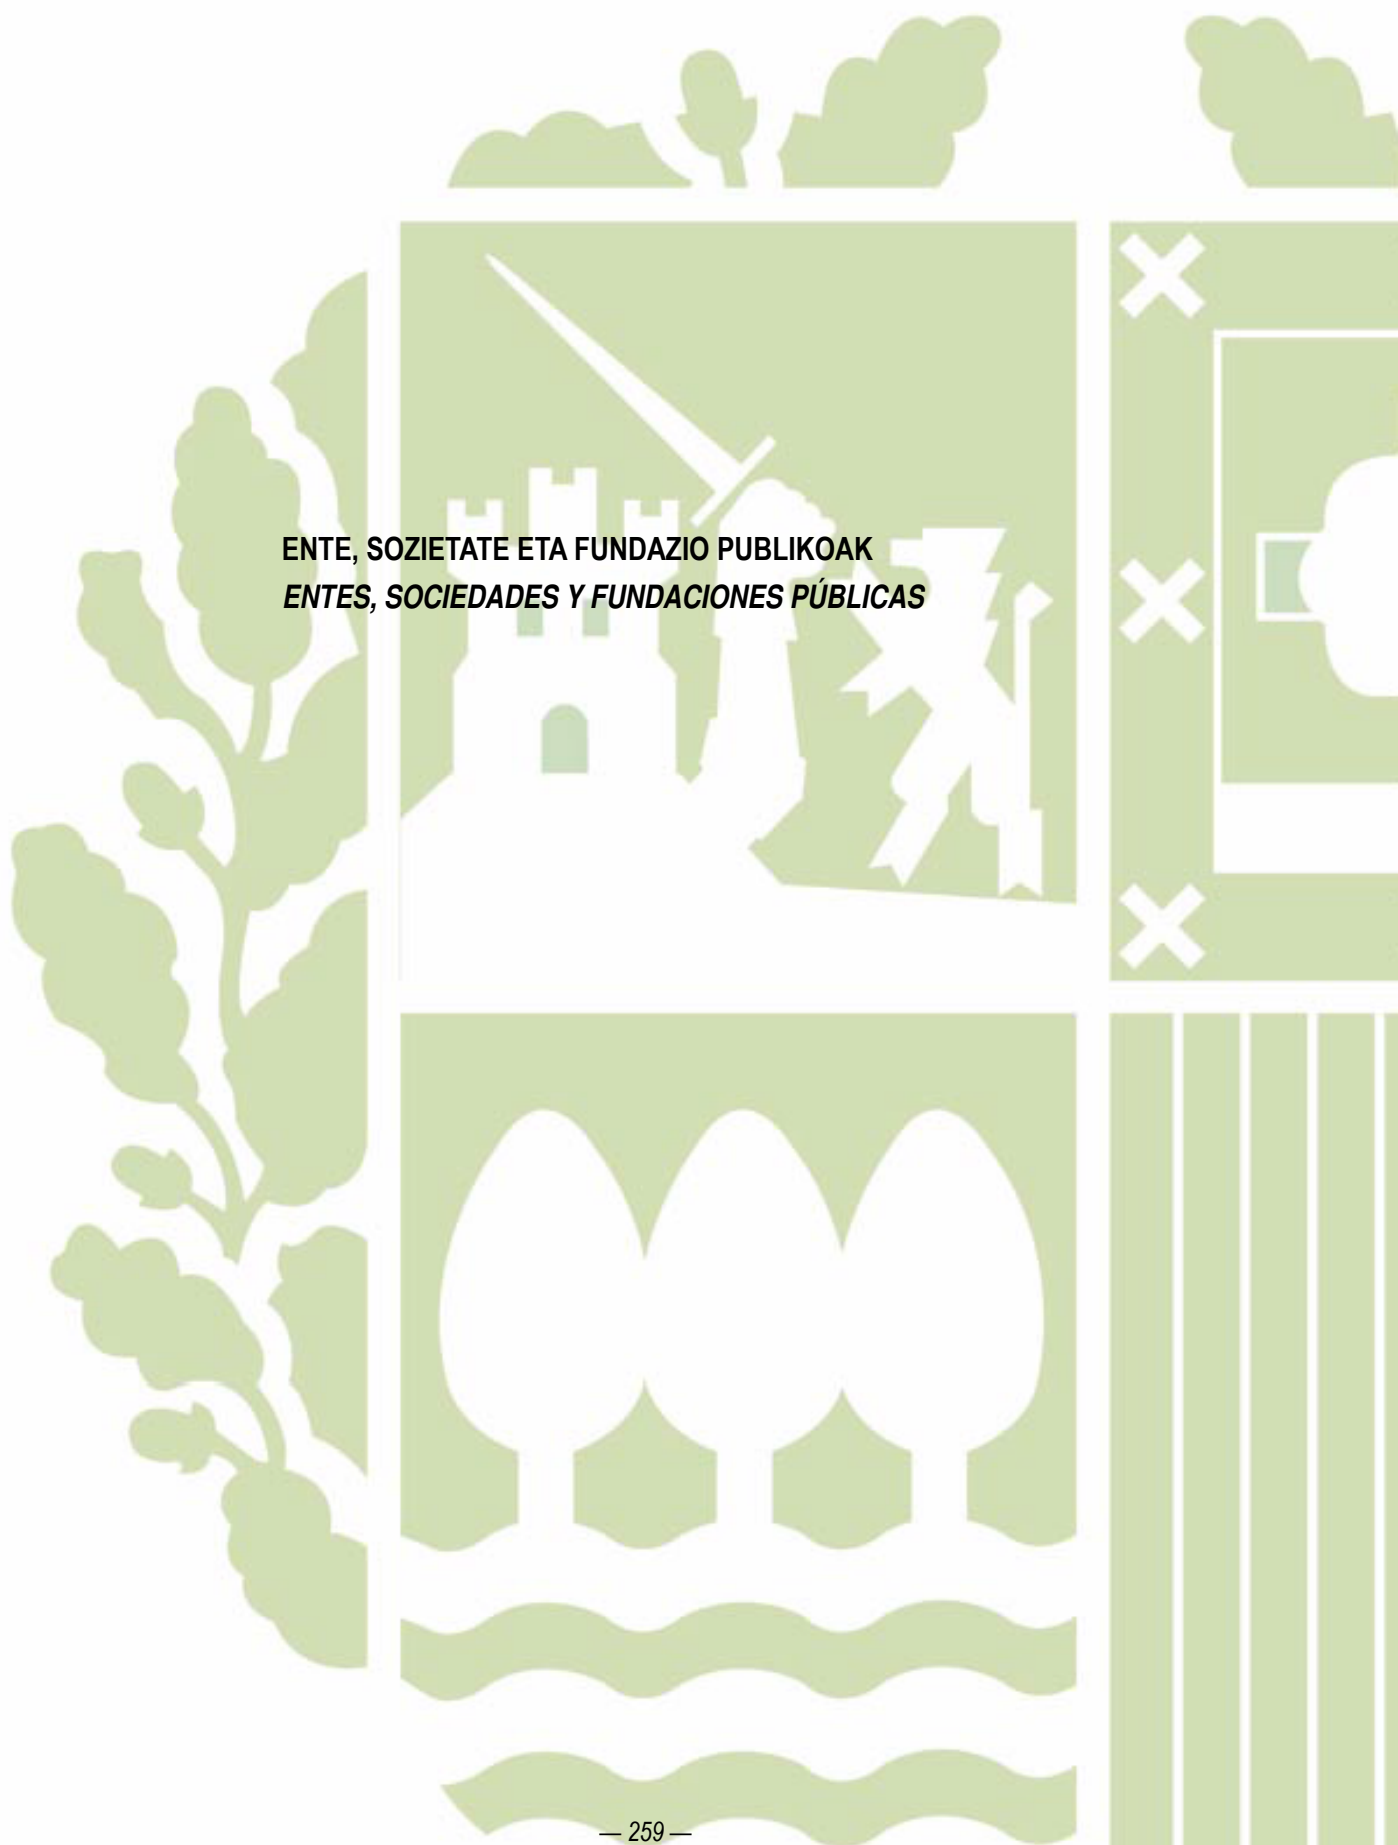 ENTE, SOZIETATE ETA FUNDAZIO PUBLIKOAK
ENTES, SOCIEDADES Y FUNDACIONES PÚBLICAS
— 259 —